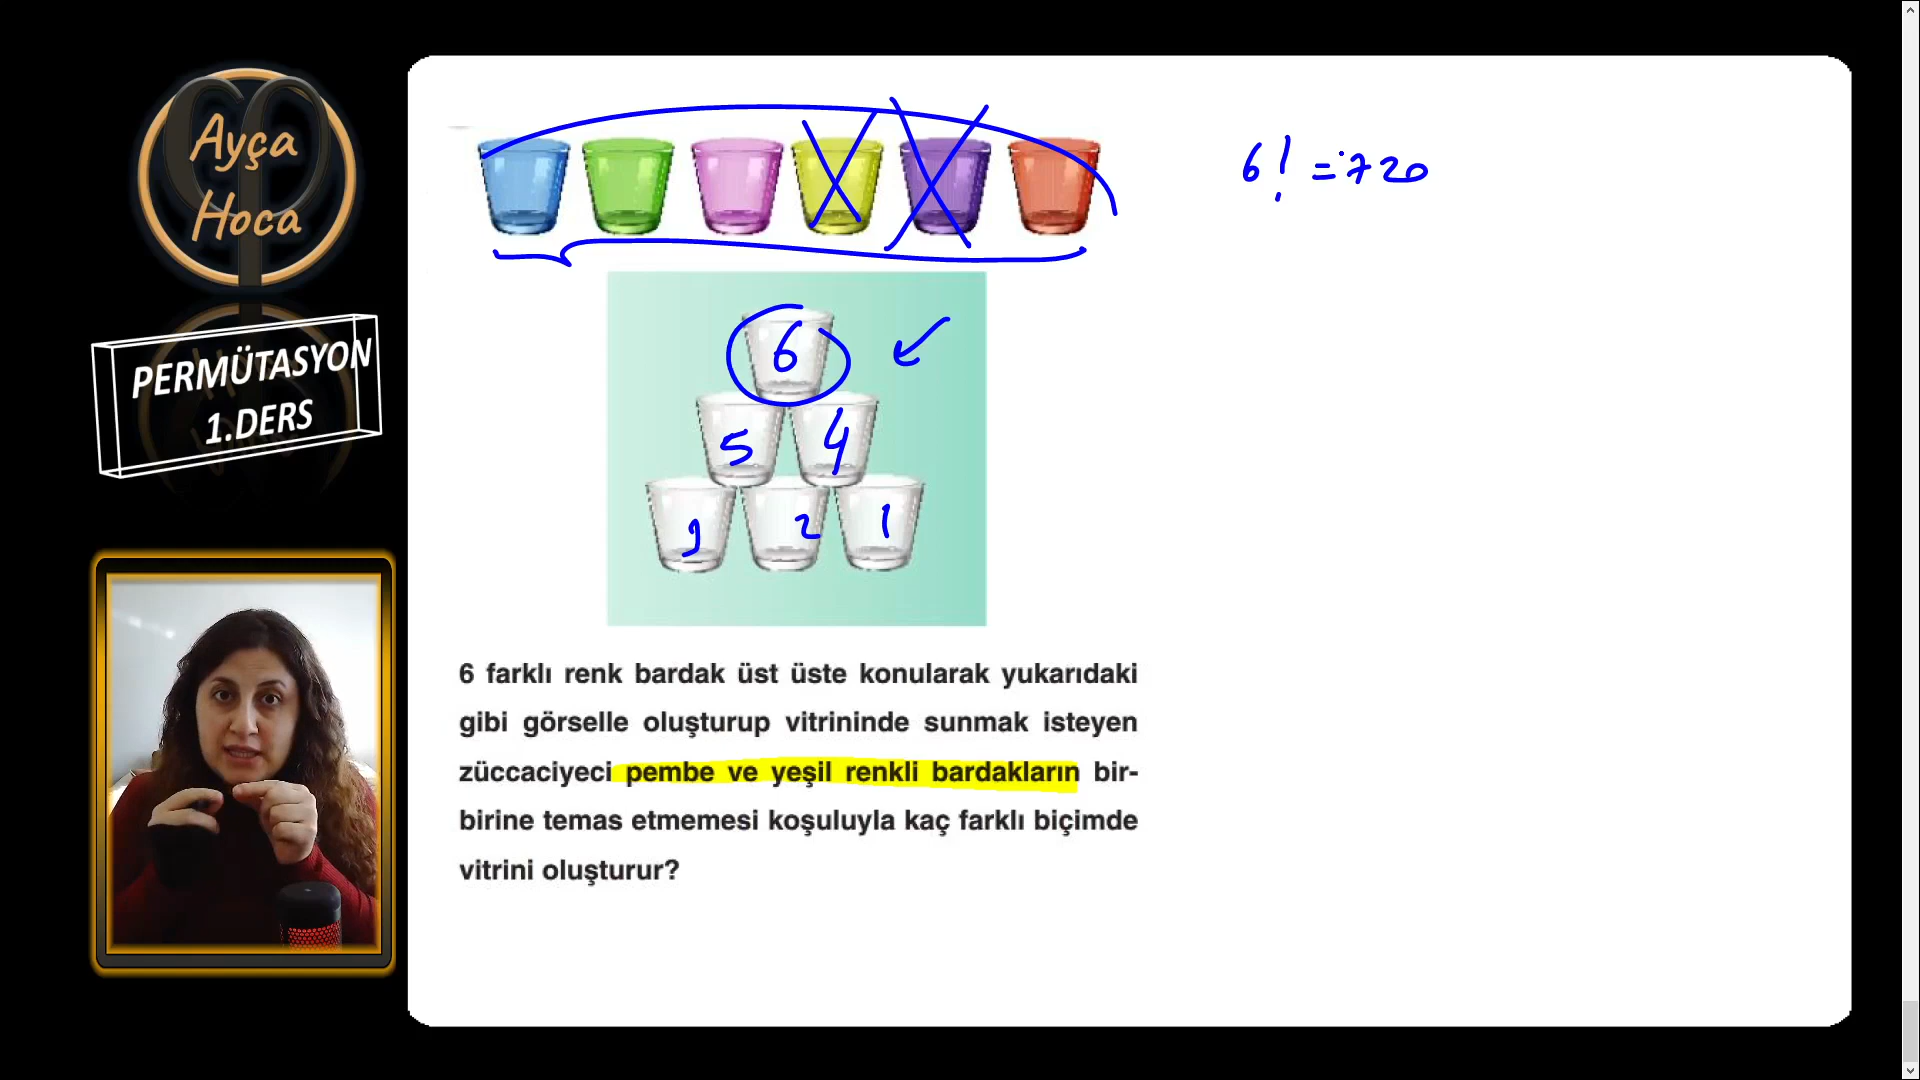 Ayça
Hoca
PERMÜTASYON
1.DERS
6! = 720
6
5 4
3 2 1
6 farklı renk bardak üst üste konularak yukarıdaki
gibi görselle oluşturup vitrininde sunmak isteyen
züccaciyeci pembe ve yeşil renkli bardakların bir-
birine temas etmemesi koşuluyla kaç farklı biçimde
vitrini oluşturur?